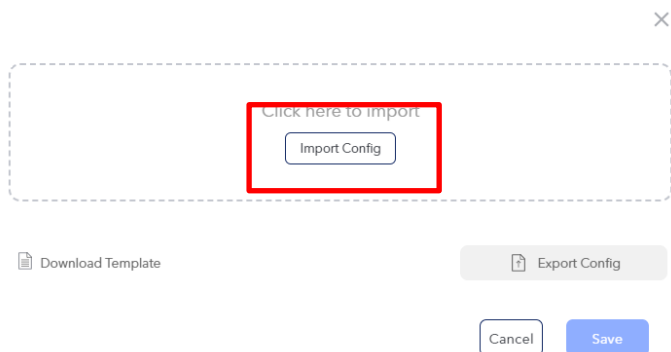 Click here to import
Import Config
Download Template
Export Config
Cancel
Save